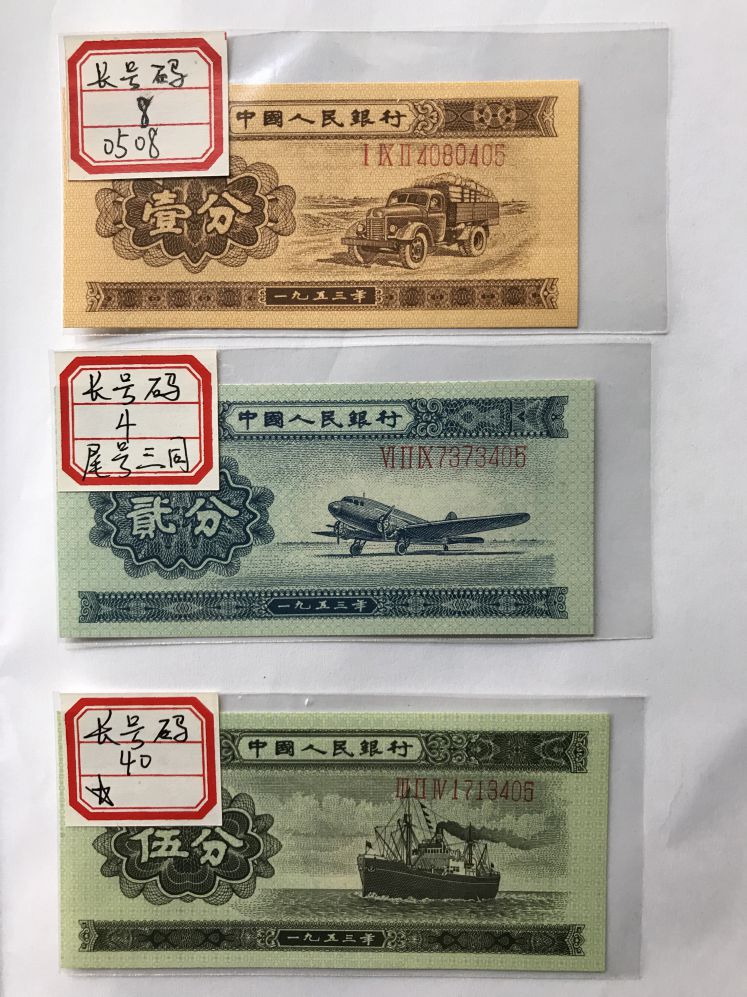 长号码
8
0508
中國人民銀行
I IX II 4080405
壹分
一九五三年
长号码
4
尾号三同
中國人民銀行
VI II IX 7373405
貳分
一九五三年
长号码
40
中國人民銀行
III II IV 1713405
伍分
一九五三年